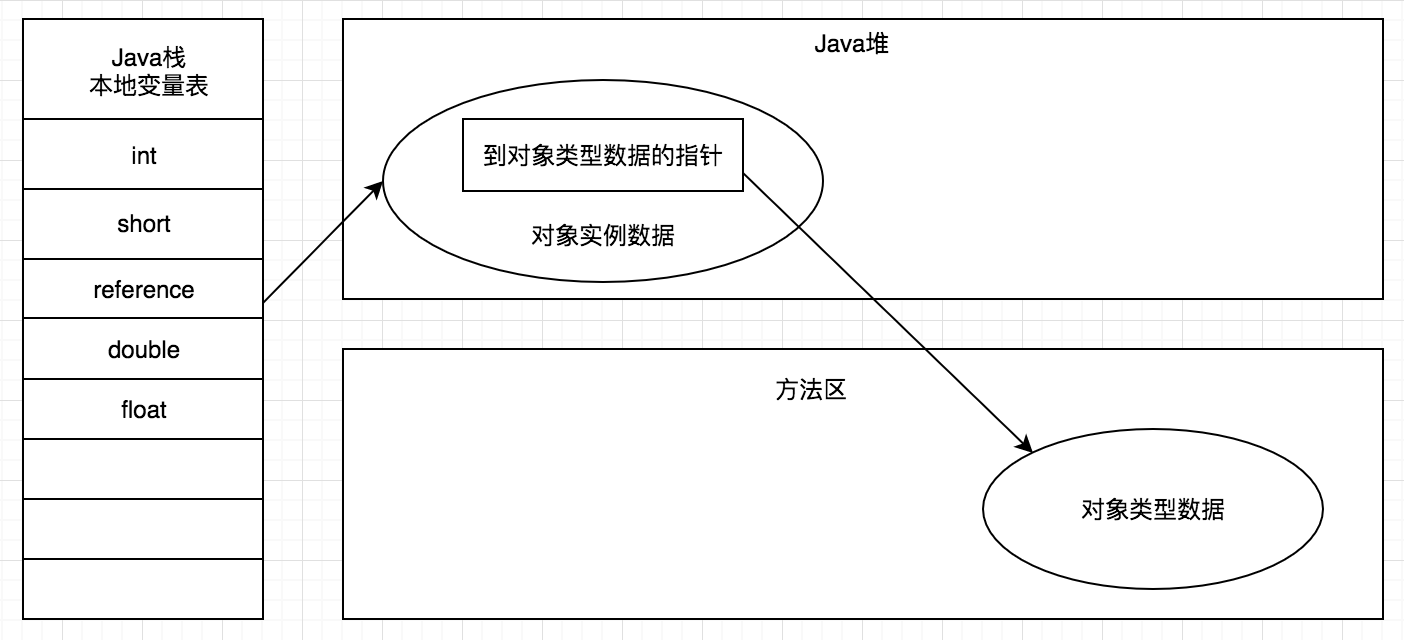 Java栈
本地变量表
int
short
reference
double
float
Java堆
到对象类型数据的指针
对象实例数据
方法区
对象类型数据